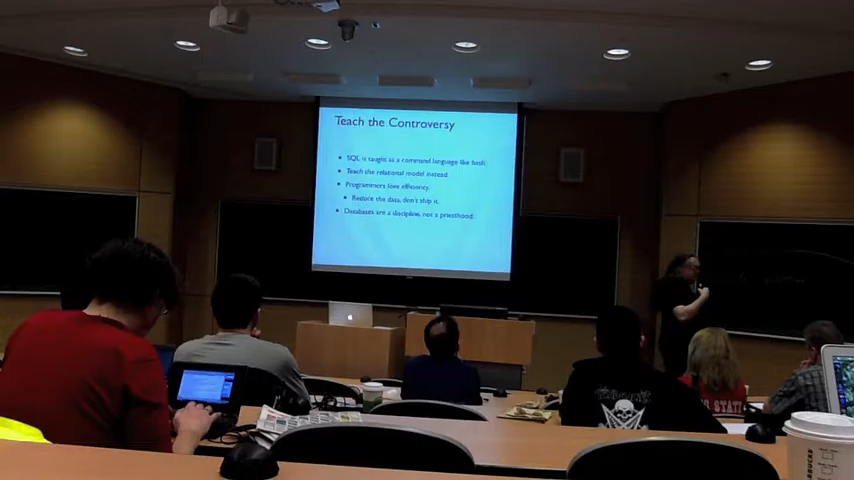 Teach the Controversy
• SQL is taught as a command language like bash.
• Teach the relational model instead.
• Programmers love efficiency.
• Reduce the data, don't ship it.
• Databases are a discipline, not a priesthood.
STATE